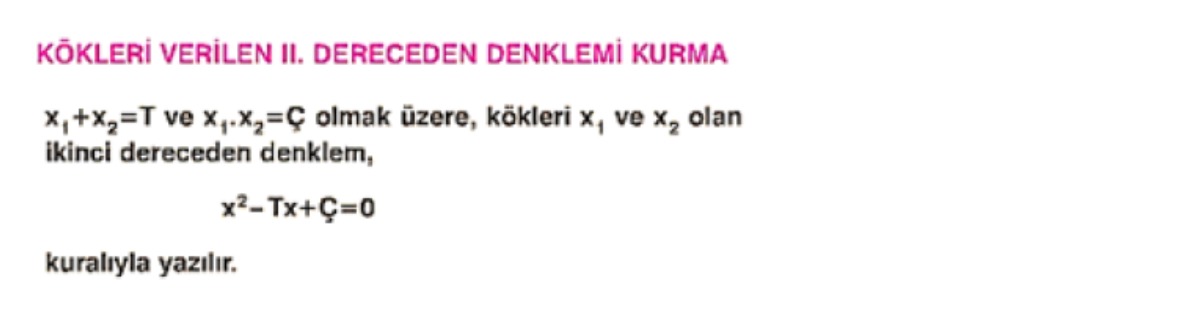 KÖKLERİ VERİLEN II. DERECEDEN DENKLEMİ KURMA
x₁+x₂=T ve x₁.x₂=Ç olmak üzere, kökleri x₁ ve x₂ olan
ikinci dereceden denklem,
x²–Tx+Ç=0
kuralıyla yazılır.